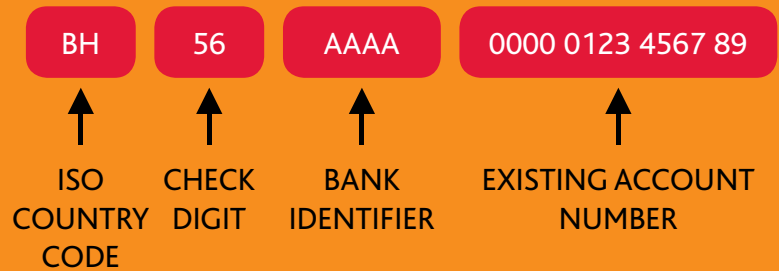 BH 56 AAAA 0000 0123 4567 89
ISO CHECK BANK EXISTING ACCOUNT
COUNTRY DIGIT IDENTIFIER NUMBER
CODE